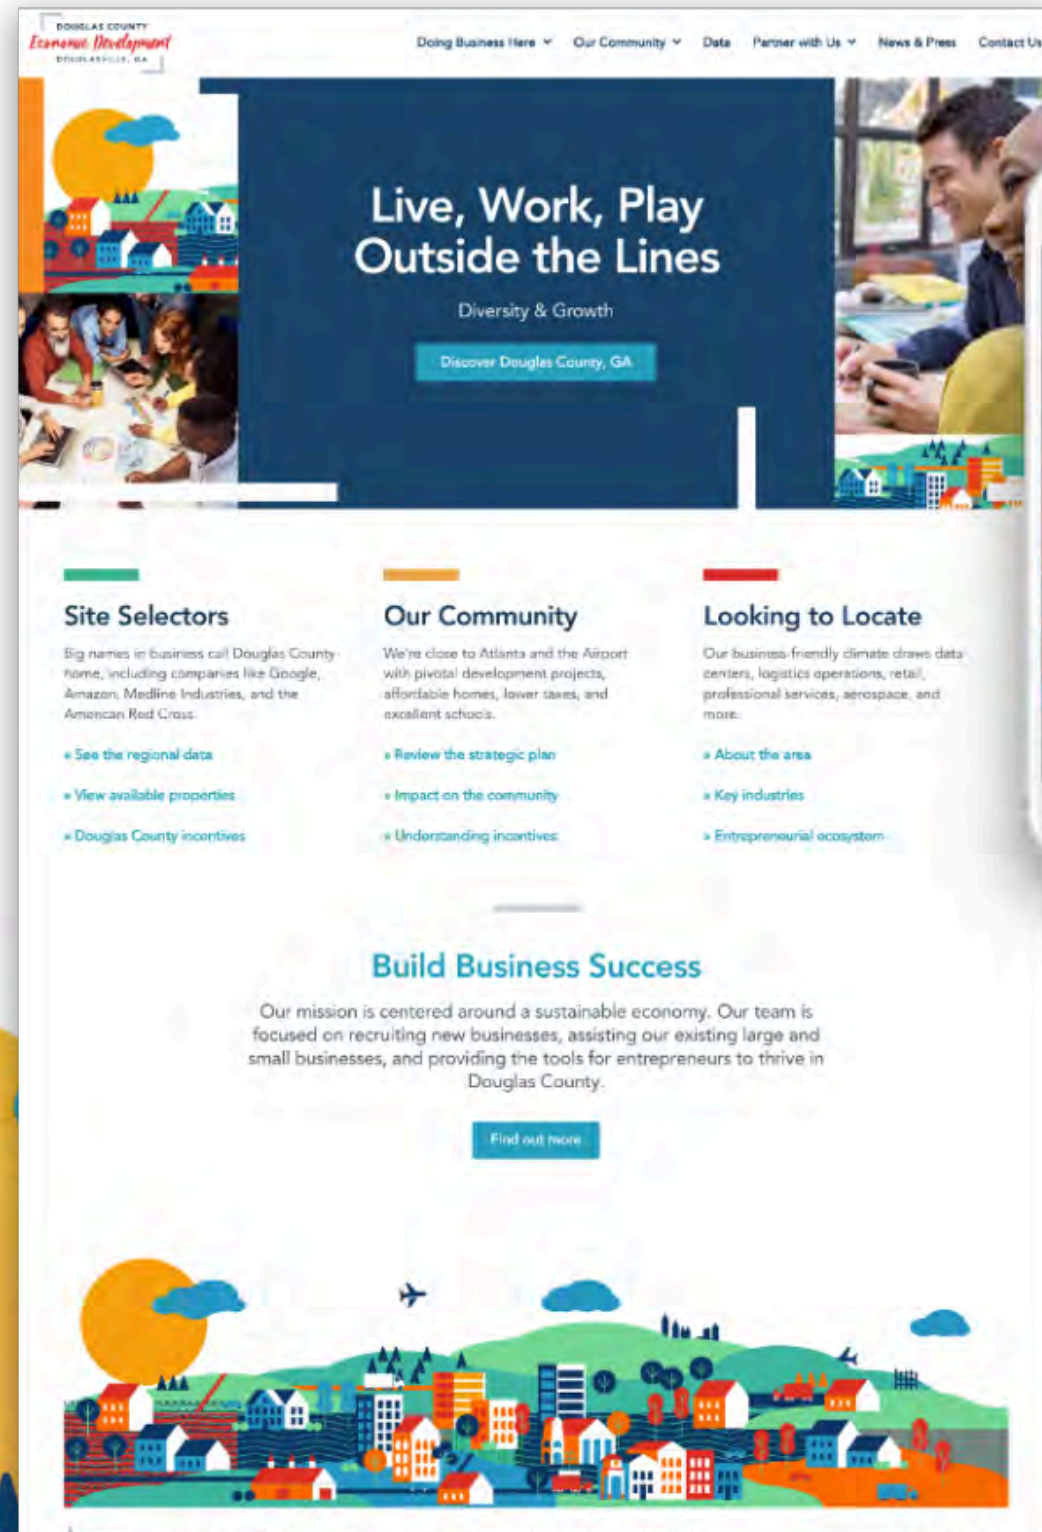 DOUGLAS COUNTY
Economic Development
DOUGLASVILLE, GA
Doing Business Here
Our Community
Data
Partner with Us
News & Press
Contact Us
Live, Work, Play
Outside the Lines
Diversity & Growth
Discover Douglas County, GA
Site Selectors
Big names in business call Douglas County
home, including companies like Google,
Amazon, Medline Industries, and the
American Red Cross.
» See the regional data
» View available properties
» Douglas County incentives
Our Community
We're close to Atlanta and the Airport
with pivotal development projects,
affordable homes, lower taxes, and
excellent schools.
» Review the strategic plan
» Impact on the community
» Understanding incentives
Looking to Locate
Our business-friendly climate draws data
centers, logistics operations, retail,
professional services, aerospace, and
more.
» About the area
» Key industries
» Entrepreneurial ecosystem
Build Business Success
Our mission is centered around a sustainable economy. Our team is
focused on recruiting new businesses, assisting our existing large and
small businesses, and providing the tools for entrepreneurs to thrive in
Douglas County.
Find out more